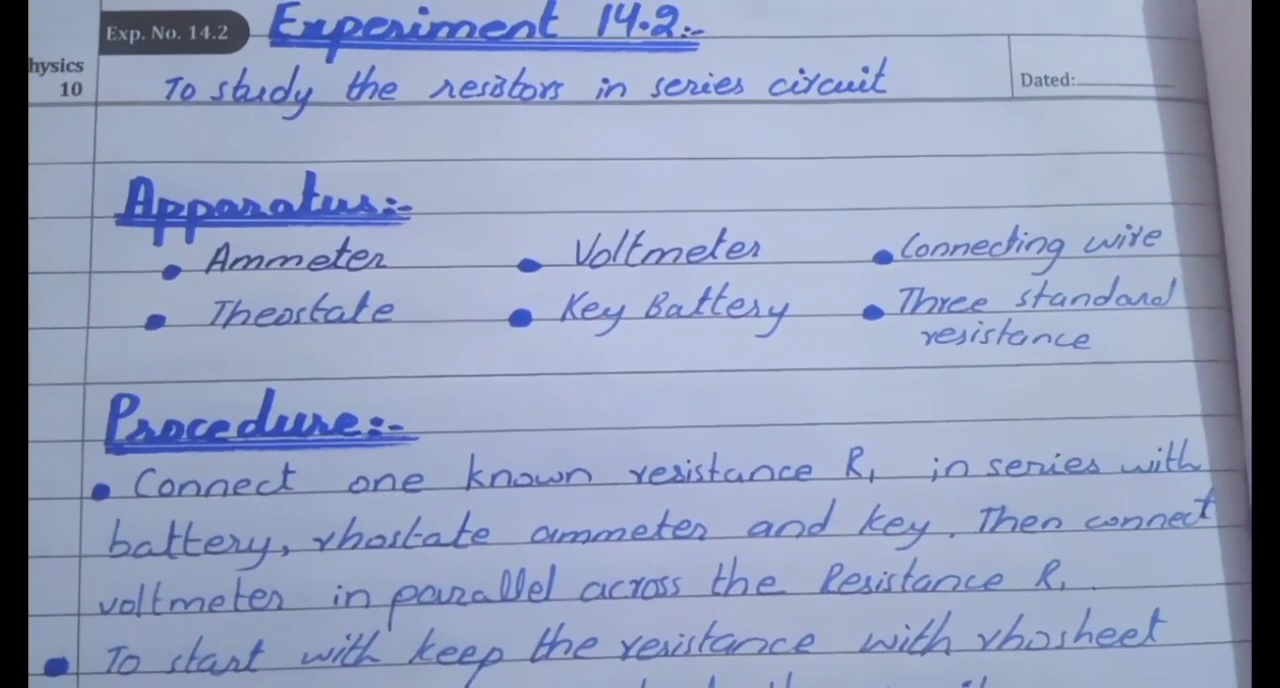 Exp. No. 14.2
Experiment 14.2:-
hysics
10
To study the resistors in series circuit
Dated:
Apparatus:-
• Ammeter • Voltmeter • Connecting wire
• Theostate • Key Battery • Three standard
resistance
Procedure:-
• Connect one known resistance R₁ in series with
battery, rhostate ammeter and key. Then connect
voltmeter in parallel across the Resistance R₁
• To start with keep the resistance with rhosheet